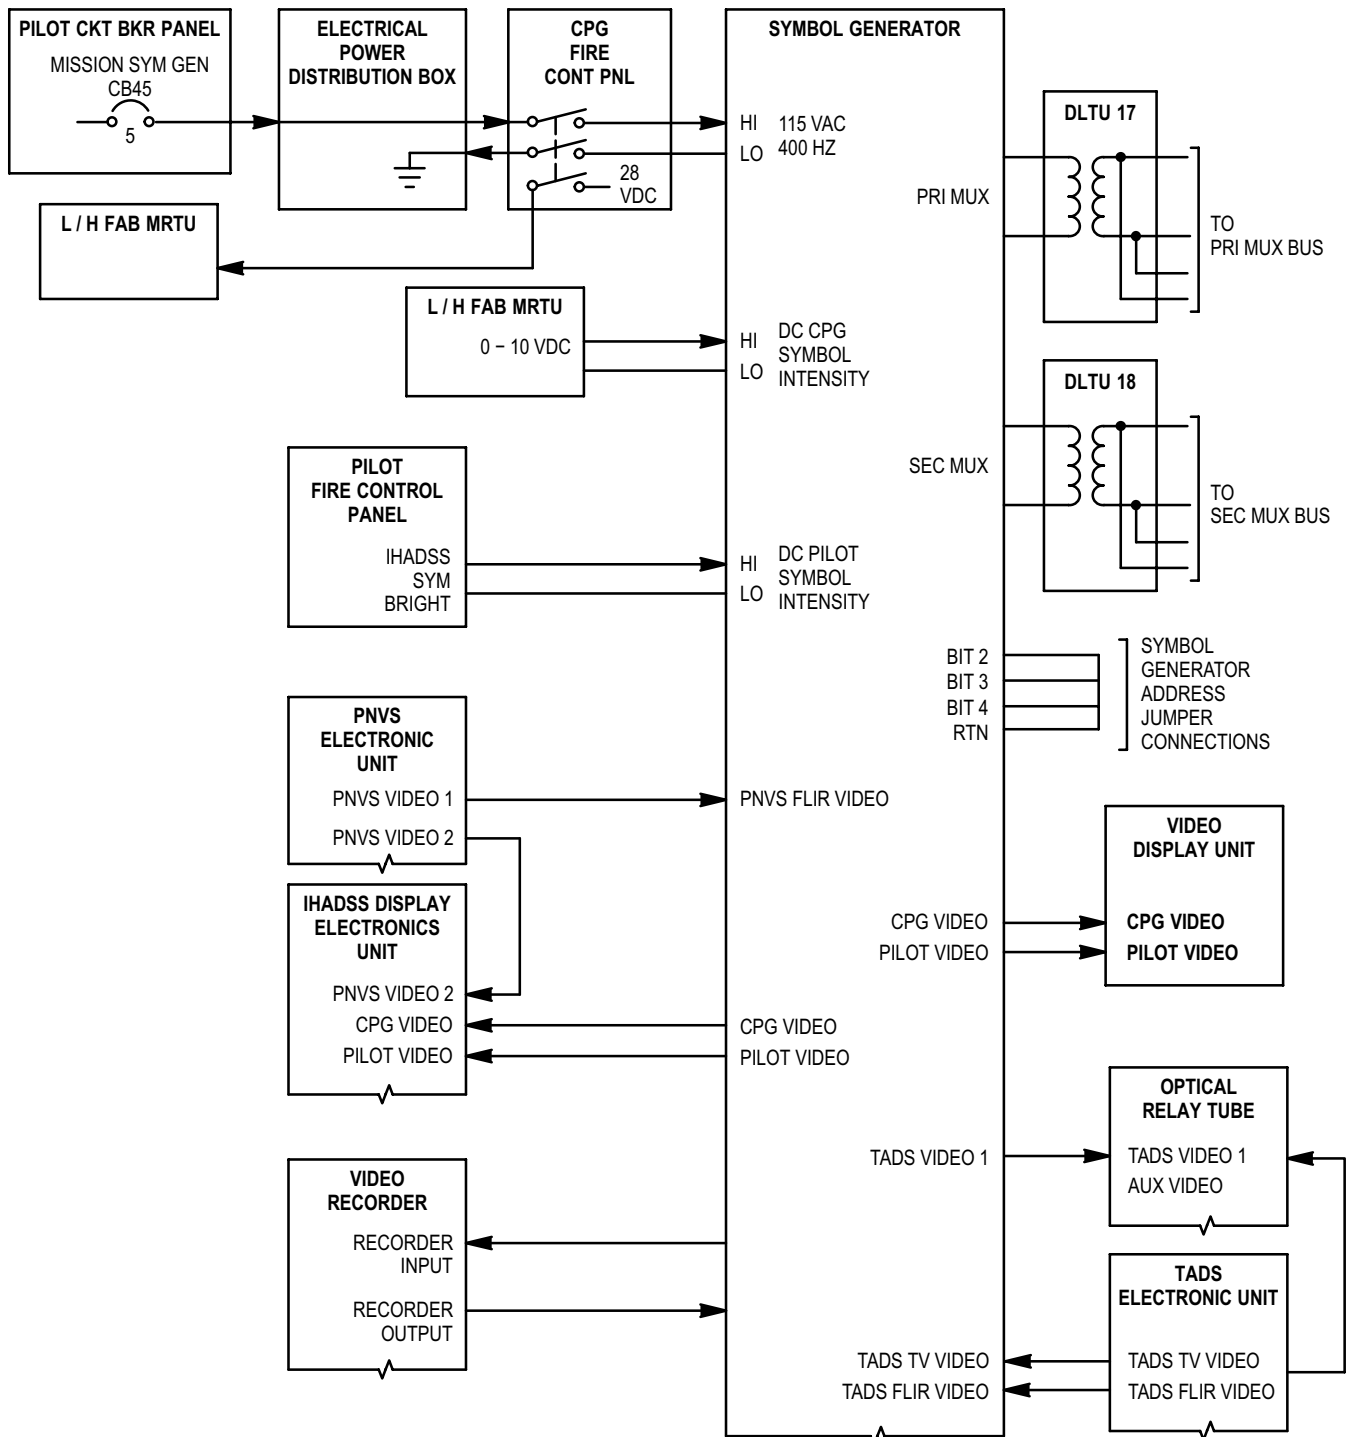 PILOT CKT BKR PANEL
MISSION SYM GEN
CB45
5
ELECTRICAL
POWER
DISTRIBUTION BOX
CPG
FIRE
CONT PNL
28
VDC
L / H FAB MRTU
L / H FAB MRTU
0 – 10 VDC
PILOT
FIRE CONTROL
PANEL
IHADSS
SYM
BRIGHT
PNVS
ELECTRONIC
UNIT
PNVS VIDEO 1
PNVS VIDEO 2
IHADSS DISPLAY
ELECTRONICS
UNIT
PNVS VIDEO 2
CPG VIDEO
PILOT VIDEO
VIDEO
RECORDER
RECORDER
INPUT
RECORDER
OUTPUT
SYMBOL GENERATOR
HI 115 VAC
LO 400 HZ
PRI MUX
HI DC CPG
SYMBOL
LO INTENSITY
SEC MUX
HI DC PILOT
SYMBOL
LO INTENSITY
BIT 2
BIT 3
BIT 4
RTN
PNVS FLIR VIDEO
CPG VIDEO
PILOT VIDEO
CPG VIDEO
PILOT VIDEO
TADS VIDEO 1
TADS TV VIDEO
TADS FLIR VIDEO
DLTU 17
TO
PRI MUX BUS
DLTU 18
TO
SEC MUX BUS
SYMBOL
GENERATOR
ADDRESS
JUMPER
CONNECTIONS
VIDEO
DISPLAY UNIT
CPG VIDEO
PILOT VIDEO
OPTICAL
RELAY TUBE
TADS VIDEO 1
AUX VIDEO
TADS
ELECTRONIC UNIT
TADS TV VIDEO
TADS FLIR VIDEO